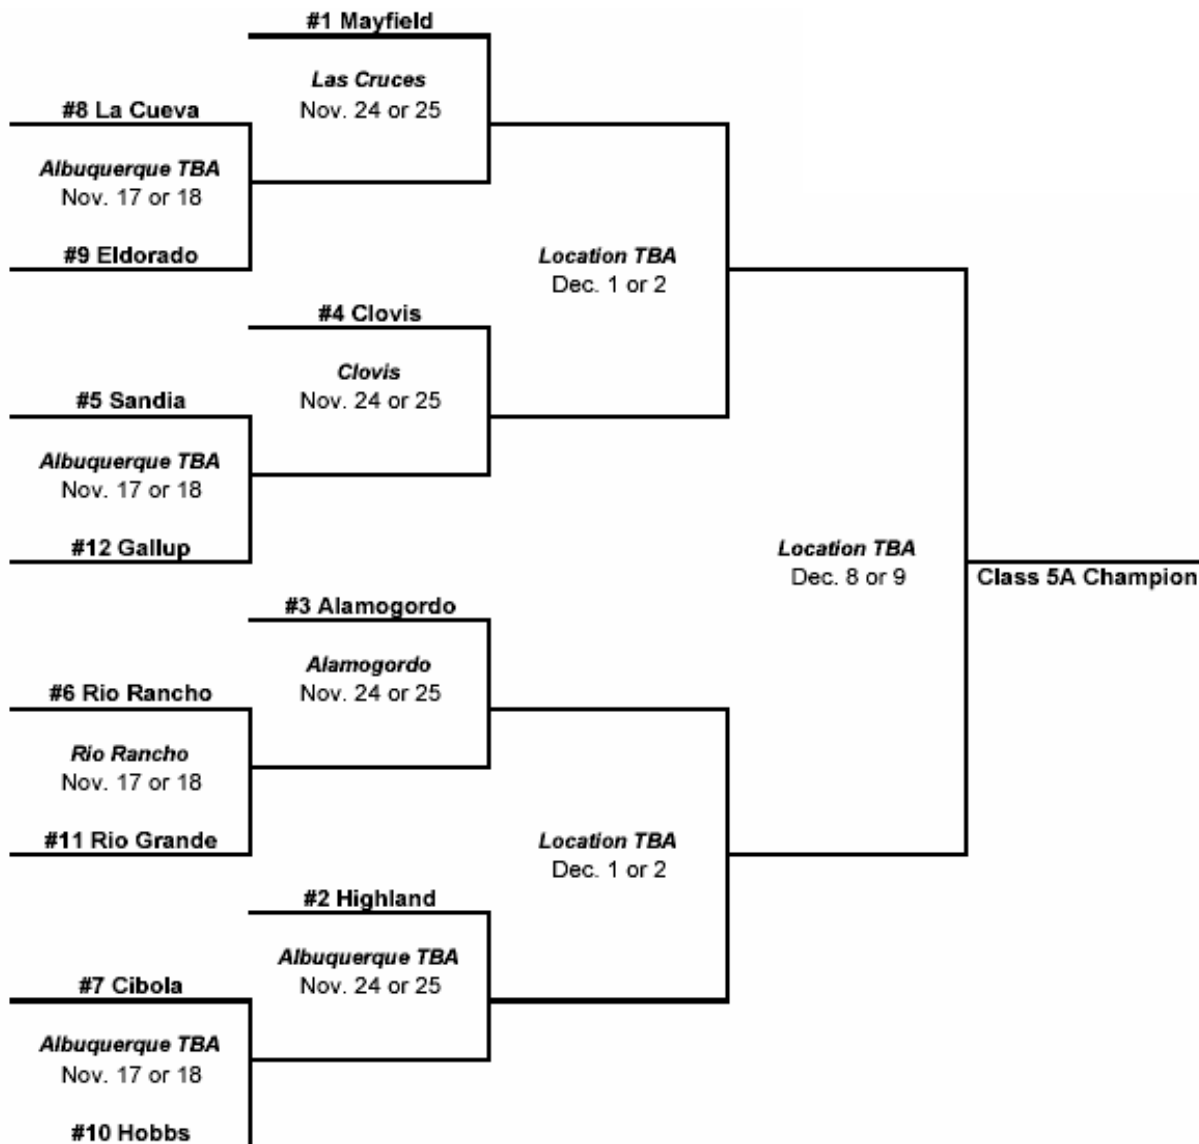 #1 Mayfield
Las Cruces
Nov. 24 or 25
#8 La Cueva
Albuquerque TBA
Nov. 17 or 18
#9 Eldorado
Location TBA
Dec. 1 or 2
#4 Clovis
Clovis
Nov. 24 or 25
#5 Sandia
Albuquerque TBA
Nov. 17 or 18
#12 Gallup
Location TBA
Dec. 8 or 9
Class 5A Champion
#3 Alamogordo
Alamogordo
Nov. 24 or 25
#6 Rio Rancho
Rio Rancho
Nov. 17 or 18
#11 Rio Grande
Location TBA
Dec. 1 or 2
#2 Highland
Albuquerque TBA
Nov. 24 or 25
#7 Cibola
Albuquerque TBA
Nov. 17 or 18
#10 Hobbs